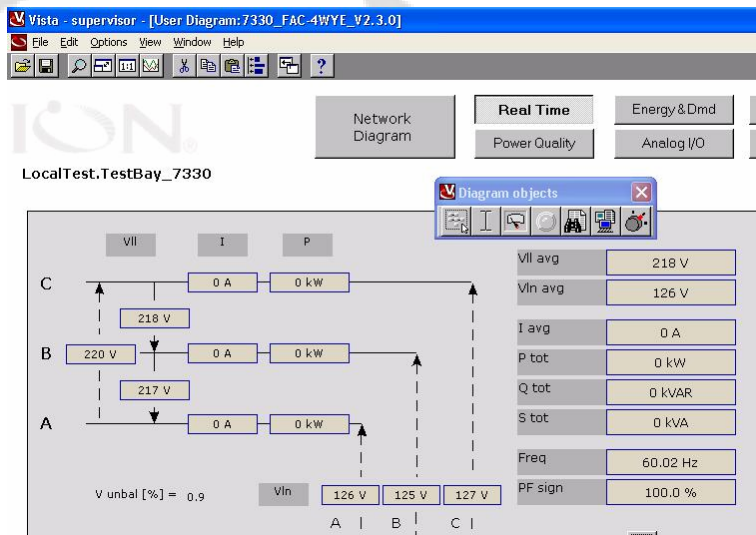 Vista - supervisor - [User Diagram:7330_FAC-4WYE_V2.3.0]
File Edit Options View Window Help
1:1 ?
ION®
Network Diagram
Real Time
Energy & Dmd
Power Quality
Analog I/O
LocalTest.TestBay_7330
Diagram objects
Vll I P
C 0 A 0 kW
218 V
B 220 V 0 A 0 kW
217 V
A 0 A 0 kW
V unbal [%] = 0.9
Vln 126 V 125 V 127 V
A B C
Vll avg 218 V
Vln avg 126 V
I avg 0 A
P tot 0 kW
Q tot 0 kVAR
S tot 0 kVA
Freq 60.02 Hz
PF sign 100.0 %